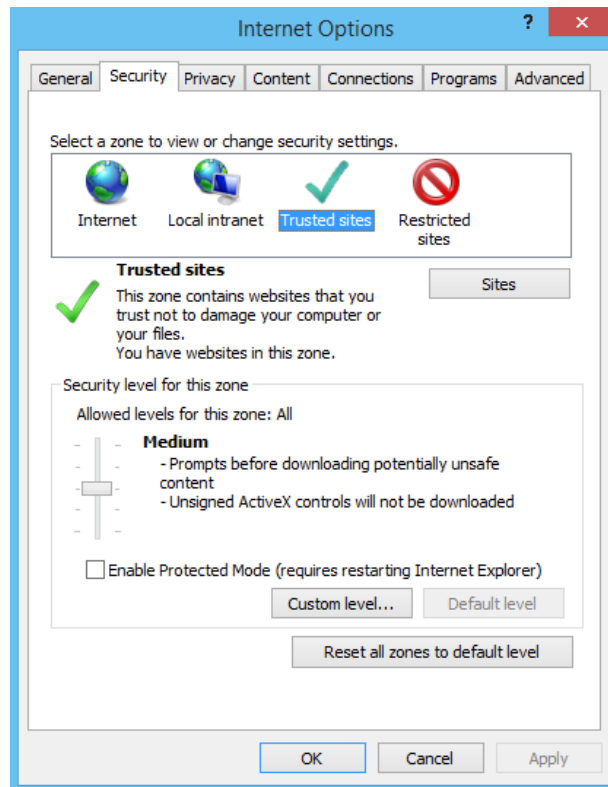 Internet Options
?
×
General Security Privacy Content Connections Programs Advanced
Select a zone to view or change security settings.
Internet Local intranet Trusted sites Restricted
sites
Trusted sites
Sites
This zone contains websites that you
trust not to damage your computer or
your files.
You have websites in this zone.
Security level for this zone
Allowed levels for this zone: All
Medium
- Prompts before downloading potentially unsafe
content
- Unsigned ActiveX controls will not be downloaded
Enable Protected Mode (requires restarting Internet Explorer)
Custom level... Default level
Reset all zones to default level
OK Cancel Apply